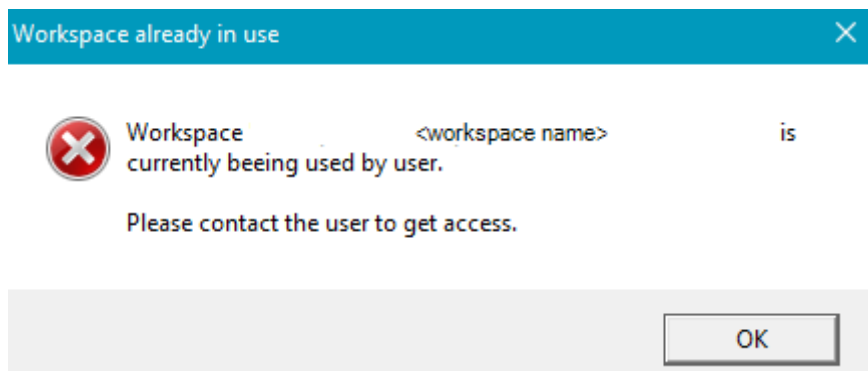 Workspace already in use
Workspace <workspace name> is
currently beeing used by user.
Please contact the user to get access.
OK